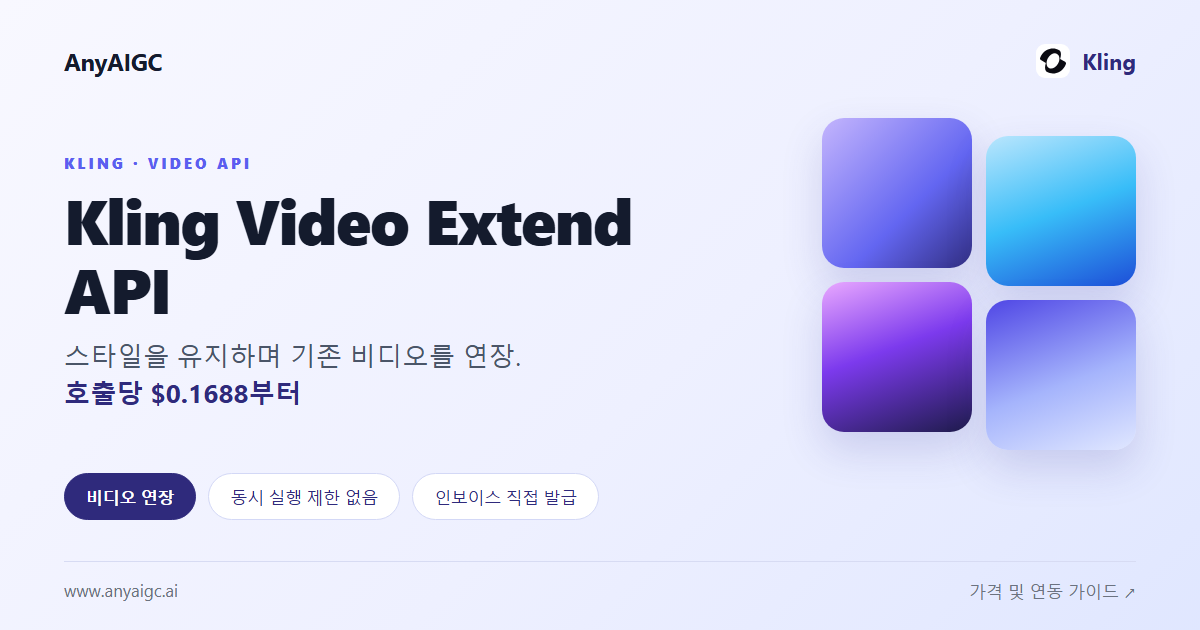 AnyAIGC
Kling
KLING · VIDEO API
Kling Video Extend
API
스타일을 유지하며 기존 비디오를 연장.
호출당 $0.1688부터
비디오 연장
동시 실행 제한 없음
인보이스 직접 발급
www.anyaigc.ai
가격 및 연동 가이드 ↗